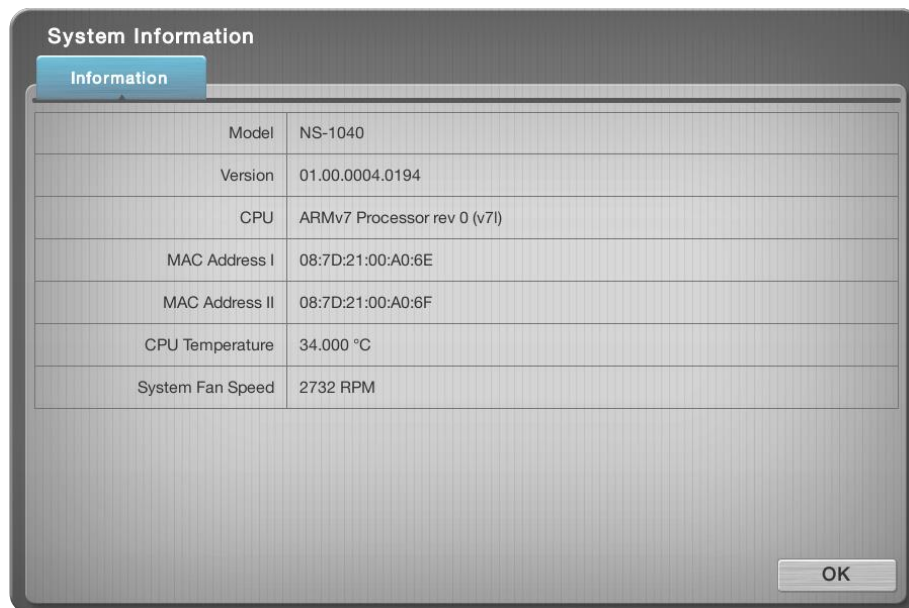 System Information
Information
Model NS-1040
Version 01.00.0004.0194
CPU ARMv7 Processor rev 0 (v7l)
MAC Address I 08:7D:21:00:A0:6E
MAC Address II 08:7D:21:00:A0:6F
CPU Temperature 34.000 °C
System Fan Speed 2732 RPM
OK